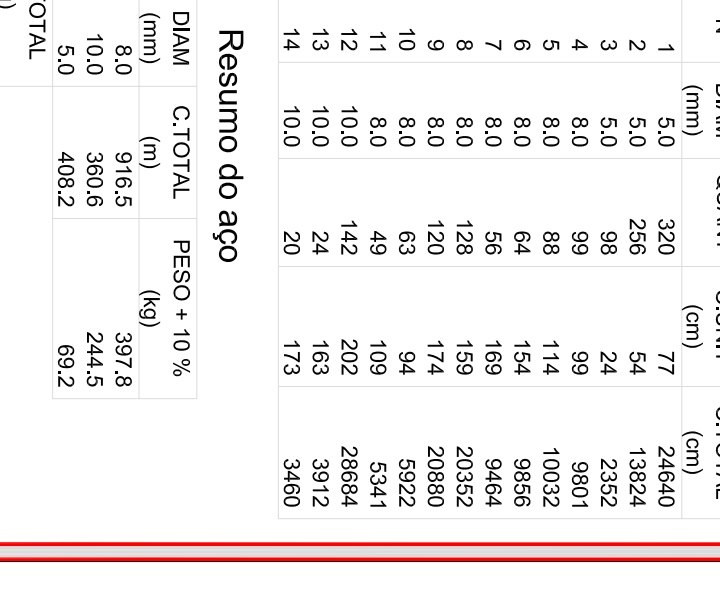 (mm) (cm) (cm)
1 5.0 320 77 24640
2 5.0 256 54 13824
3 5.0 98 24 2352
4 8.0 99 99 9801
5 8.0 88 114 10032
6 8.0 64 154 9856
7 8.0 56 169 9464
8 8.0 128 159 20352
9 8.0 120 174 20880
10 8.0 63 94 5922
11 8.0 49 109 5341
12 10.0 142 202 28684
13 10.0 24 163 3912
14 10.0 20 173 3460
Resumo do aço
DIAM C.TOTAL PESO + 10 %
(mm) (m) (kg)
8.0 916.5 397.8
10.0 360.6 244.5
5.0 408.2 69.2
OTAL